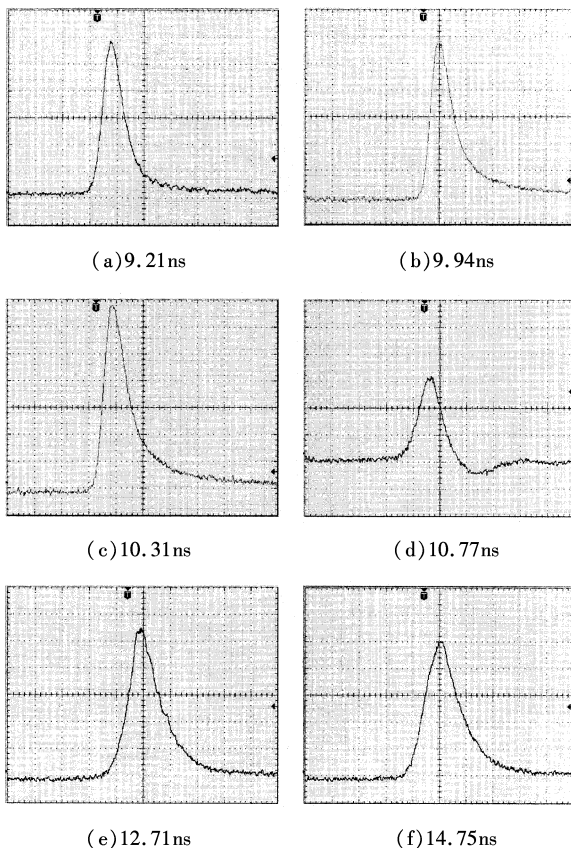 T T
(a)9.21ns (b)9.94ns
T T
(c)10.31ns (d)10.77ns
T T
(e)12.71ns (f)14.75ns